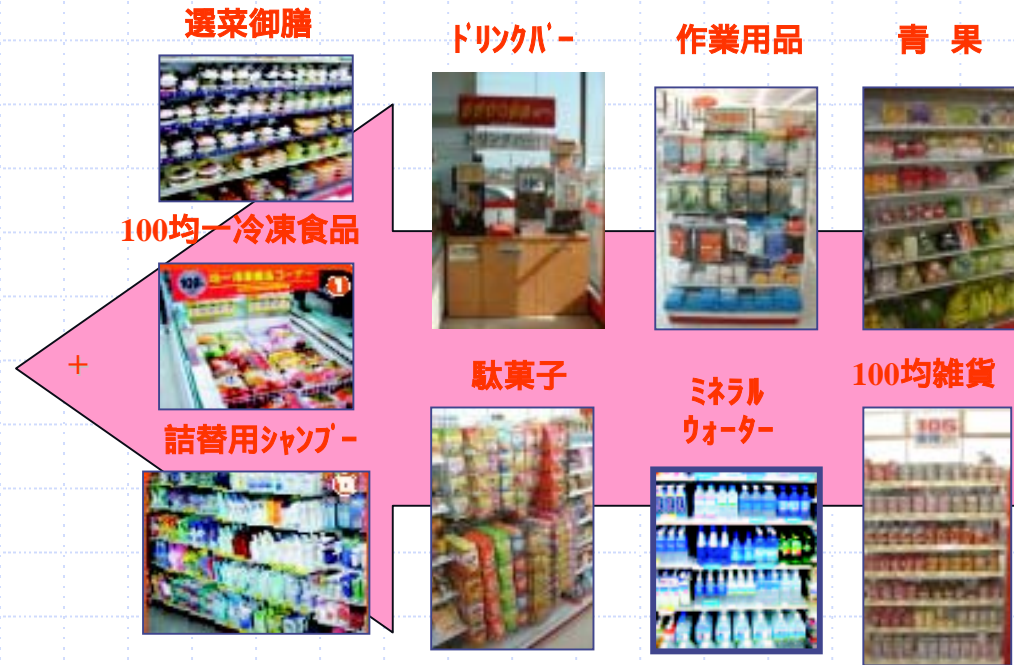 選菜御膳
ﾄﾞﾘﾝｸﾊﾞｰ
作業用品
青 果
100均一冷凍食品
+
駄菓子
ﾐﾈﾗﾙ
ｳｫｰﾀｰ
100均雑貨
詰替用ｼｬﾝﾌﾟｰ
105